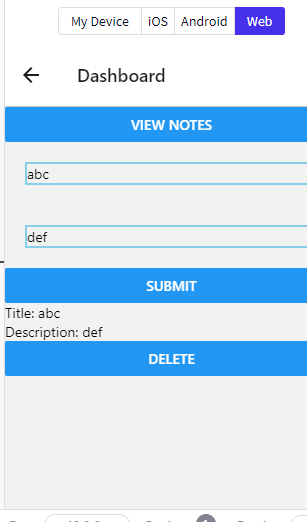 My Device iOS Android Web
Dashboard
VIEW NOTES
abc
def
SUBMIT
Title: abc
Description: def
DELETE